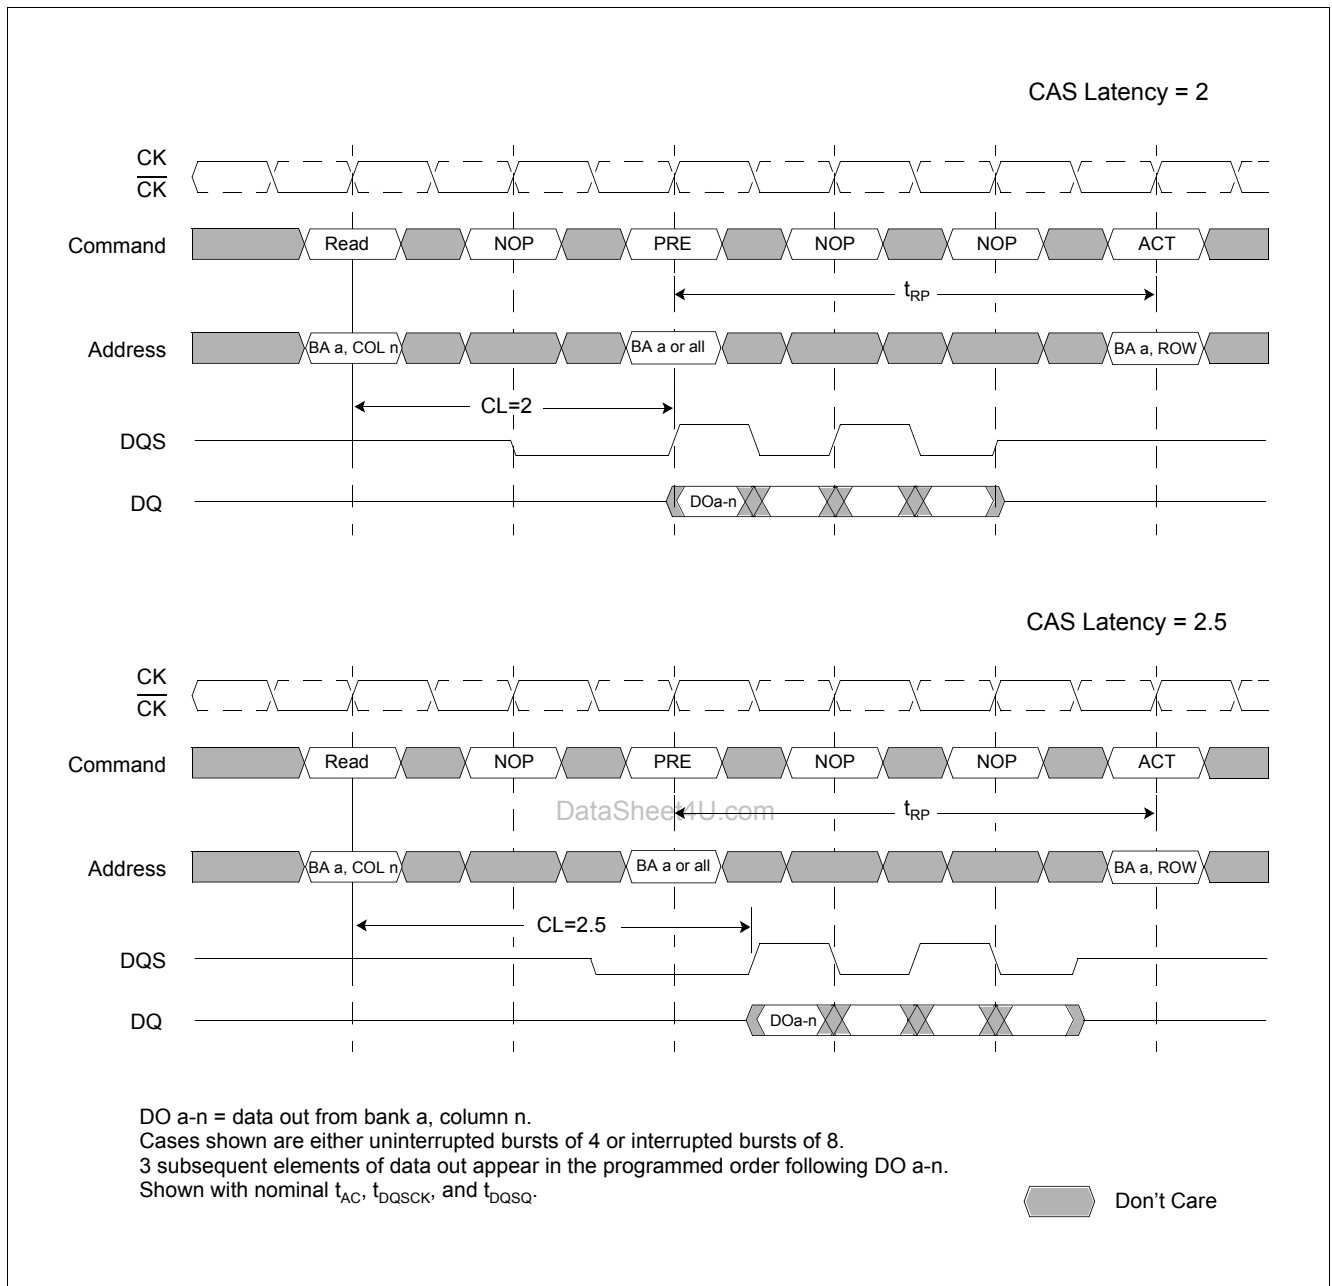 CAS Latency = 2
CK
CK
Command Read NOP PRE NOP NOP ACT
tRP
Address BA a, COL n BA a or all BA a, ROW
CL=2
DQS
DQ DOa-n
CAS Latency = 2.5
CK
CK
Command Read NOP PRE NOP NOP ACT
DataSheet4U.com tRP
Address BA a, COL n BA a or all BA a, ROW
CL=2.5
DQS
DQ DOa-n
DO a-n = data out from bank a, column n.
Cases shown are either uninterrupted bursts of 4 or interrupted bursts of 8.
3 subsequent elements of data out appear in the programmed order following DO a-n.
Shown with nominal tAC, tDQSCK, and tDQSQ.
Don't Care